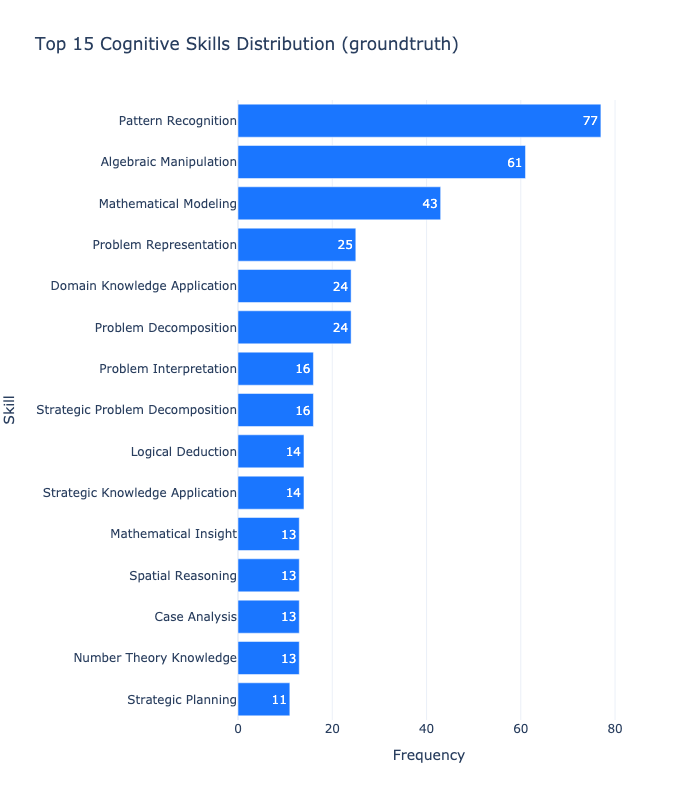 Top 15 Cognitive Skills Distribution (groundtruth)
Skill
Pattern Recognition 77
Algebraic Manipulation 61
Mathematical Modeling 43
Problem Representation 25
Domain Knowledge Application 24
Problem Decomposition 24
Problem Interpretation 16
Strategic Problem Decomposition 16
Logical Deduction 14
Strategic Knowledge Application 14
Mathematical Insight 13
Spatial Reasoning 13
Case Analysis 13
Number Theory Knowledge 13
Strategic Planning 11
0 20 40 60 80
Frequency